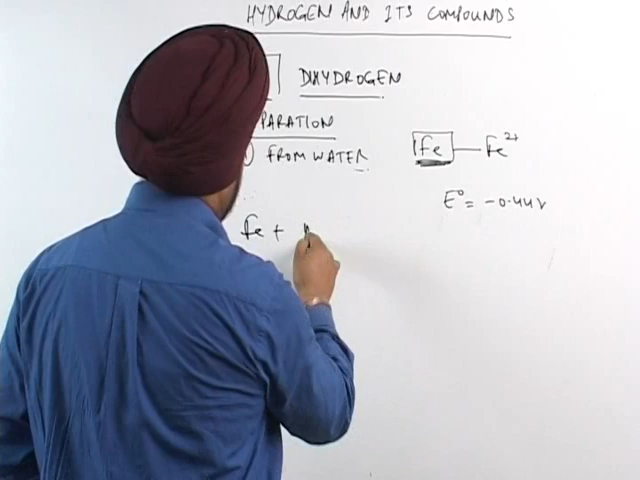 HYDROGEN AND ITS COMPOUNDS
DIHYDROGEN
PARATION
) FROM WATER
Fe — Fe²⁺
E° = -0.44V
Fe +